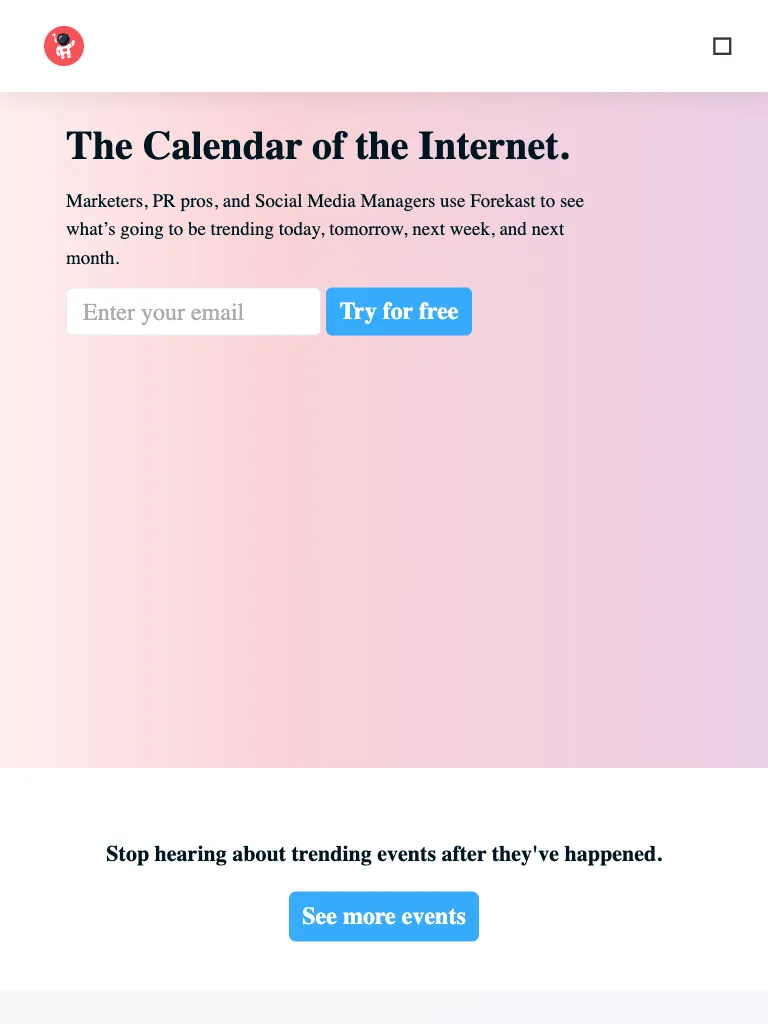 The Calendar of the Internet.
Marketers, PR pros, and Social Media Managers use Forekast to see
what’s going to be trending today, tomorrow, next week, and next
month.
Enter your email
Try for free
Stop hearing about trending events after they've happened.
See more events